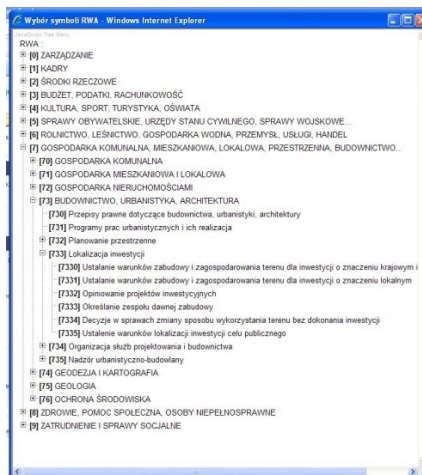 Wybór symboli RWA - Windows Internet Explorer
JavaScript Tree Menu
RWA :
[0] ZARZĄDZANIE
[1] KADRY
[2] ŚRODKI RZECZOWE
[3] BUDŻET, PODATKI, RACHUNKOWOŚĆ
[4] KULTURA, SPORT, TURYSTYKA, OŚWIATA
[5] SPRAWY OBYWATELSKIE, URZĘDY STANU CYWILNEGO, SPRAWY WOJSKOWE...
[6] ROLNICTWO, LEŚNICTWO, GOSPODARKA WODNA, PRZEMYSŁ, USŁUGI, HANDEL
[7] GOSPODARKA KOMUNALNA, MIESZKANIOWA, LOKALOWA, PRZESTRZENNA, BUDOWNICTWO...
[70] GOSPODARKA KOMUNALNA
[71] GOSPODARKA MIESZKANIOWA I LOKALOWA
[72] GOSPODARKA NIERUCHOMOŚCIAMI
[73] BUDOWNICTWO, URBANISTYKA, ARCHITEKTURA
[730] Przepisy prawne dotyczące budownictwa, urbanistyki, architektury
[731] Programy prac urbanistycznych i ich realizacja
[732] Planowanie przestrzenne
[733] Lokalizacja inwestycji
[7330] Ustalanie warunków zabudowy i zagospodarowania terenu dla inwestycji o znaczeniu krajowym i
[7331] Ustalanie warunków zabudowy i zagospodarowania terenu dla inwestycji o znaczeniu lokalnym
[7332] Opiniowanie projektów inwestycyjnych
[7333] Określanie zespołu dawnej zabudowy
[7334] Decyzje w sprawach zmiany sposobu wykorzystania terenu bez dokonania inwestycji
[7335] Ustalenie warunków lokalizacji inwestycji celu publicznego
[734] Organizacja służb projektowania i budownictwa
[735] Nadzór urbanistyczno-budowlany
[74] GEODEZJA I KARTOGRAFIA
[75] GEOLOGIA
[76] OCHRONA ŚRODOWISKA
[8] ZDROWIE, POMOC SPOŁECZNA, OSOBY NIEPEŁNOSPRAWNE
[9] ZATRUDNIENIE I SPRAWY SOCJALNE